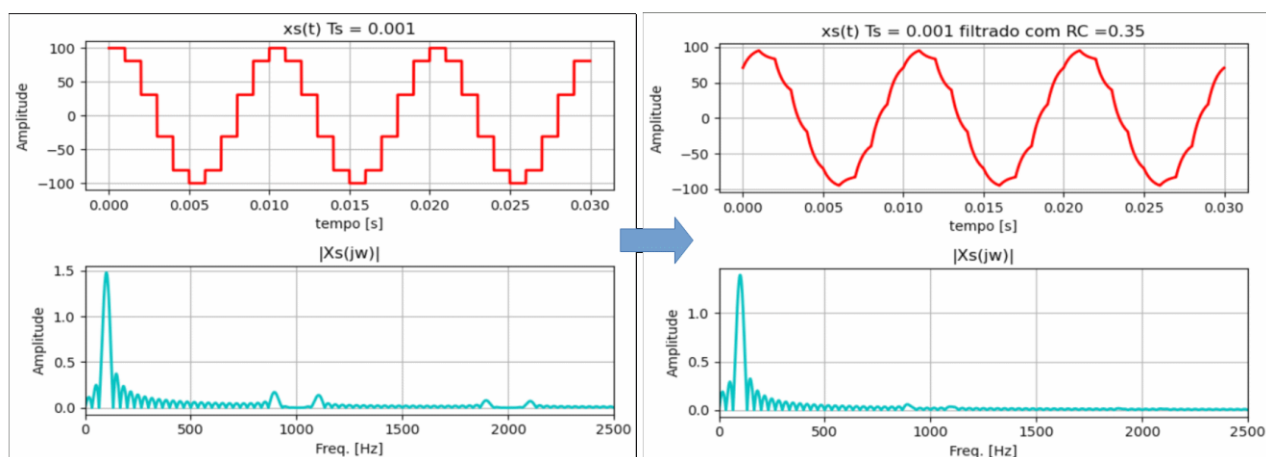 xs(t) Ts = 0.001
100
50
0
−50
−100
Amplitude
0.000 0.005 0.010 0.015 0.020 0.025 0.030
tempo [s]
|Xs(jw)|
1.5
1.0
0.5
0.0
Amplitude
0 500 1000 1500 2000 2500
Freq. [Hz]
xs(t) Ts = 0.001 filtrado com RC =0.35
100
50
0
−50
−100
Amplitude
0.000 0.005 0.010 0.015 0.020 0.025 0.030
tempo [s]
|Xs(jw)|
1.0
0.5
0.0
Amplitude
0 500 1000 1500 2000 2500
Freq. [Hz]